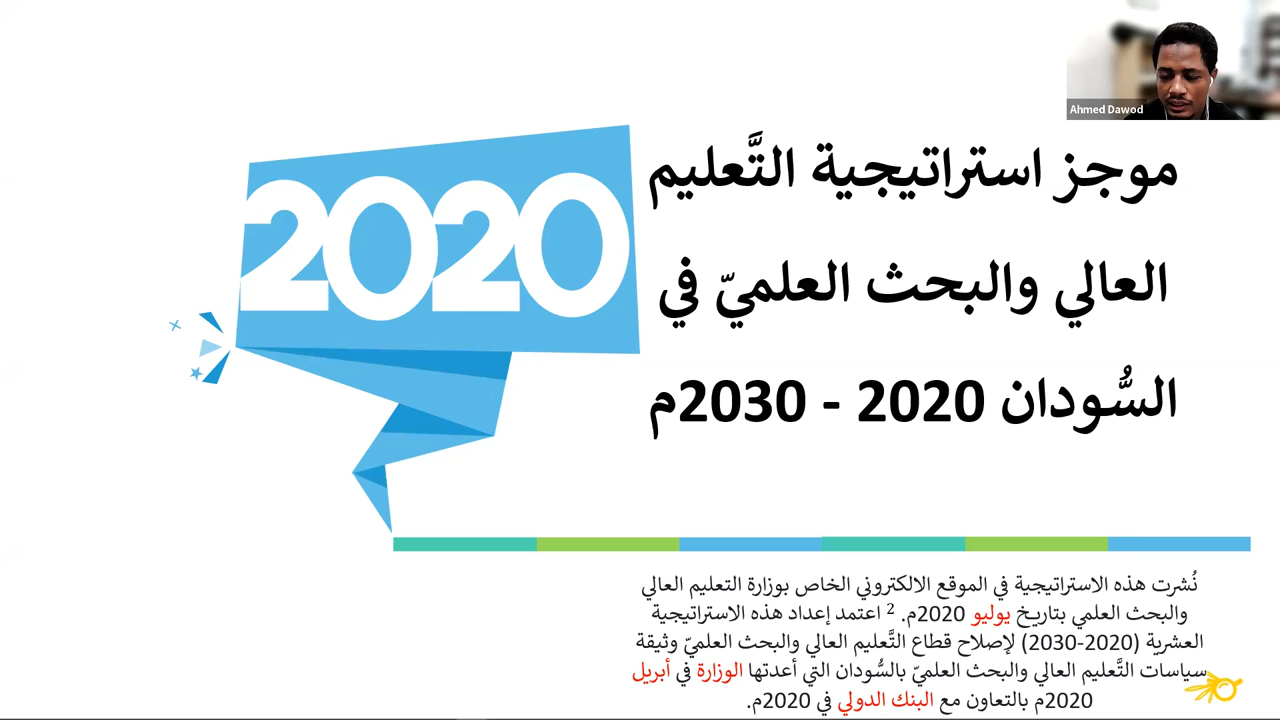 Ahmed Dawod
2020
موجز استراتيجية التَّعليم
العالي والبحث العلميّ في
السُّودان 2020 - 2030م
نُشرت هذه الاستراتيجية في الموقع الالكتروني الخاص بوزارة التعليم العالي
والبحث العلمي بتاريخ يوليو 2020م. 2 اعتمد إعداد هذه الاستراتيجية
العشرية (2020-2030) لإصلاح قطاع التَّعليم العالي والبحث العلميّ وثيقة
سياسات التَّعليم العالي والبحث العلميّ بالسُّودان التي أعدتها الوزارة في أبريل
2020م بالتعاون مع البنك الدولي في 2020م.